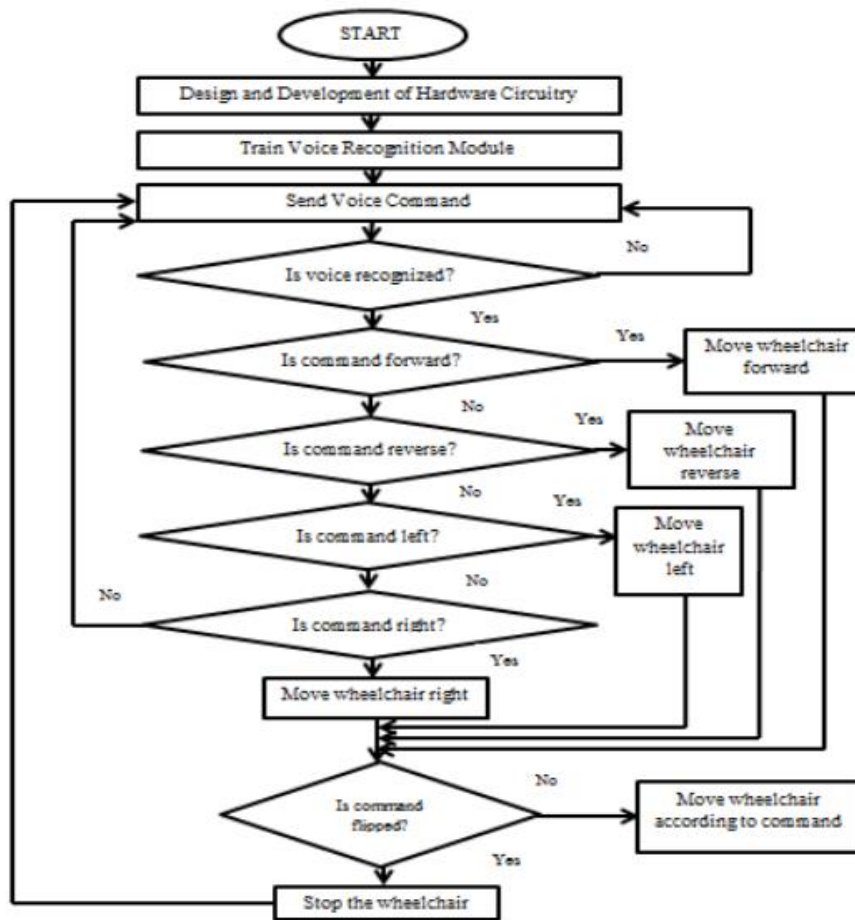 START
Design and Development of Hardware Circuitry
Train Voice Recognition Module
Send Voice Command
No
Is voice recognized?
Yes
Is command forward?
Yes
Move wheelchair
forward
No
Is command reverse?
Yes
Move
wheelchair
reverse
No
Is command left?
Yes
Move
wheelchair
left
No
No
Is command right?
Yes
Move wheelchair right
Is command
flipped?
No
Move wheelchair
according to command
Yes
Stop the wheelchair